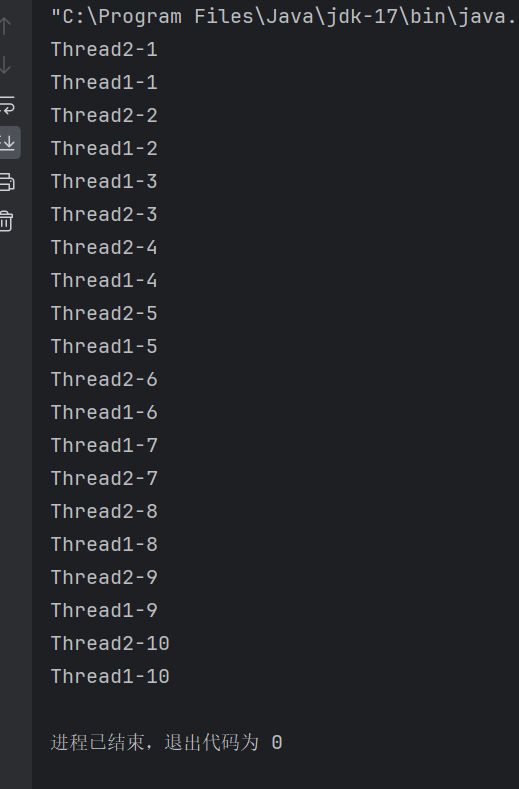 "C:\Program Files\Java\jdk-17\bin\java.
Thread2-1
Thread1-1
Thread2-2
Thread1-2
Thread1-3
Thread2-3
Thread2-4
Thread1-4
Thread2-5
Thread1-5
Thread2-6
Thread1-6
Thread1-7
Thread2-7
Thread2-8
Thread1-8
Thread2-9
Thread1-9
Thread2-10
Thread1-10
进程已结束，退出代码为 0